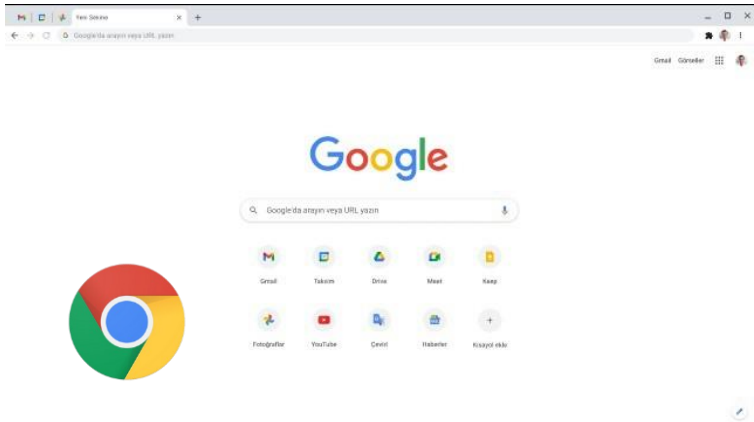 Yeni Sekme
Google'da arayın veya URL yazın
Gmail Görseller
Google
Google'da arayın veya URL yazın
Gmail Takvim Drive Meet Keep
Fotoğraflar YouTube Çeviri Haberler Kısayol ekle